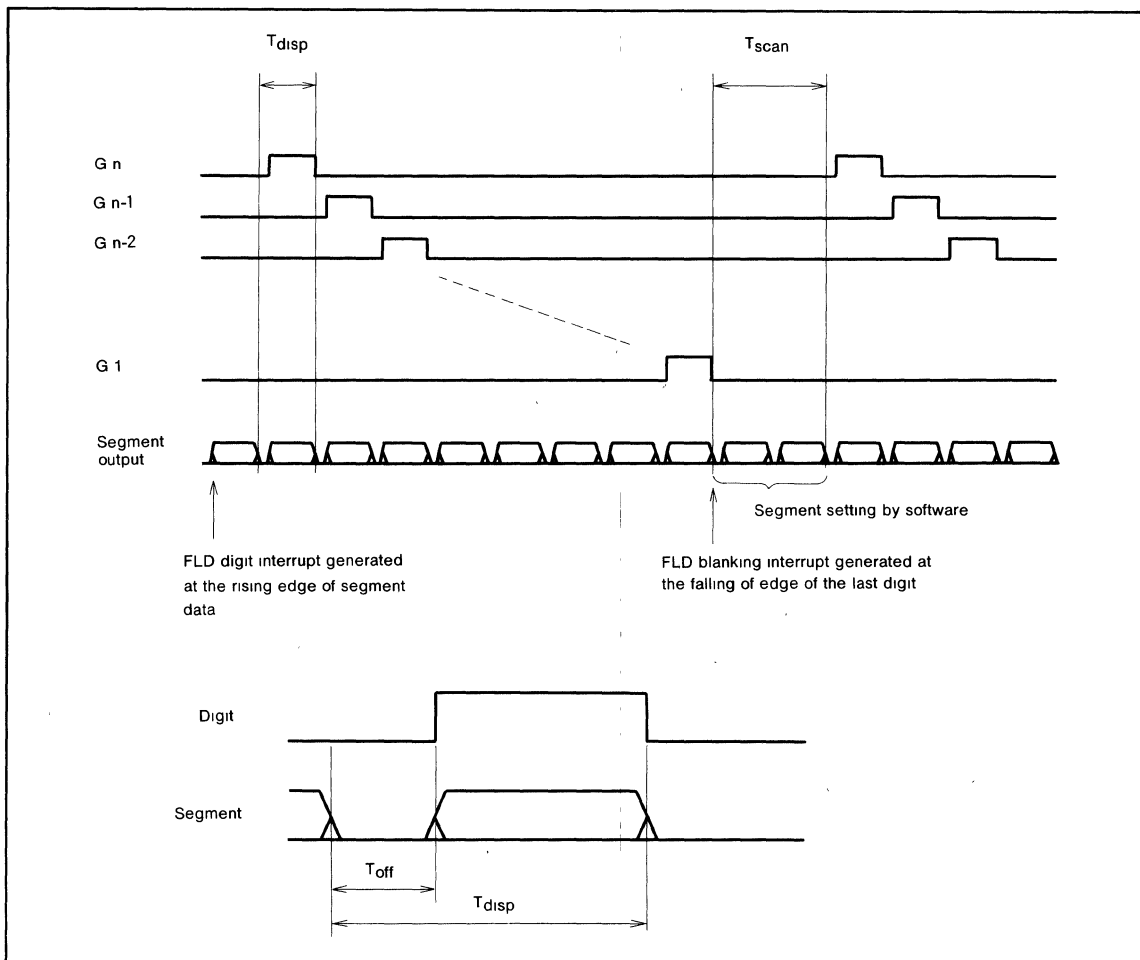 Tdisp
Tscan
G n
G n-1
G n-2
G 1
Segment
output
Segment setting by software
FLD digit interrupt generated
at the rising edge of segment
data
FLD blanking interrupt generated at
the falling of edge of the last digit
Digit
Segment
Toff
Tdisp